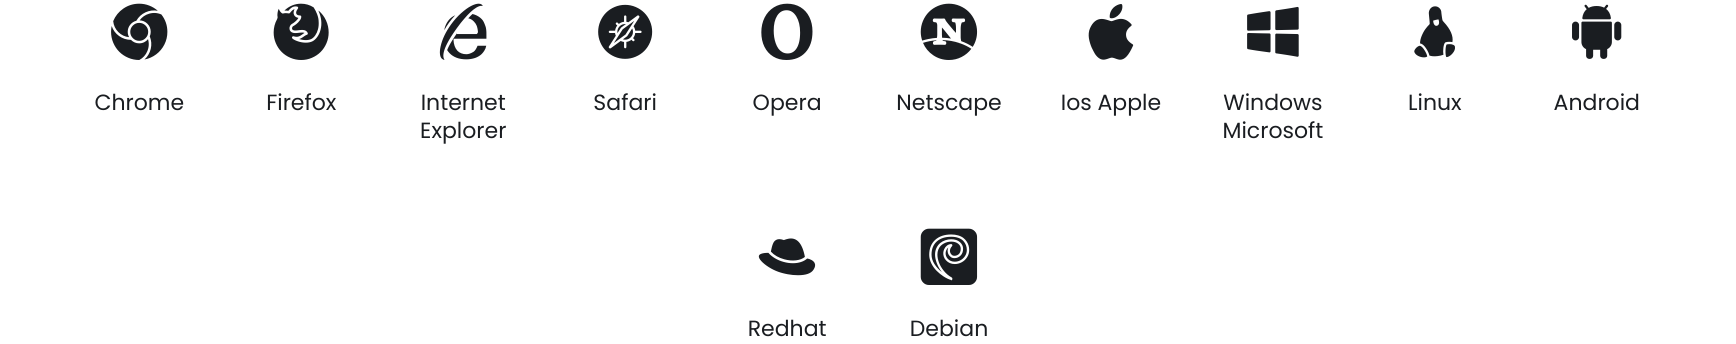 Chrome
Firefox
Internet
Explorer
Safari
Opera
Netscape
Ios Apple
Windows
Microsoft
Linux
Android
Redhat
Debian